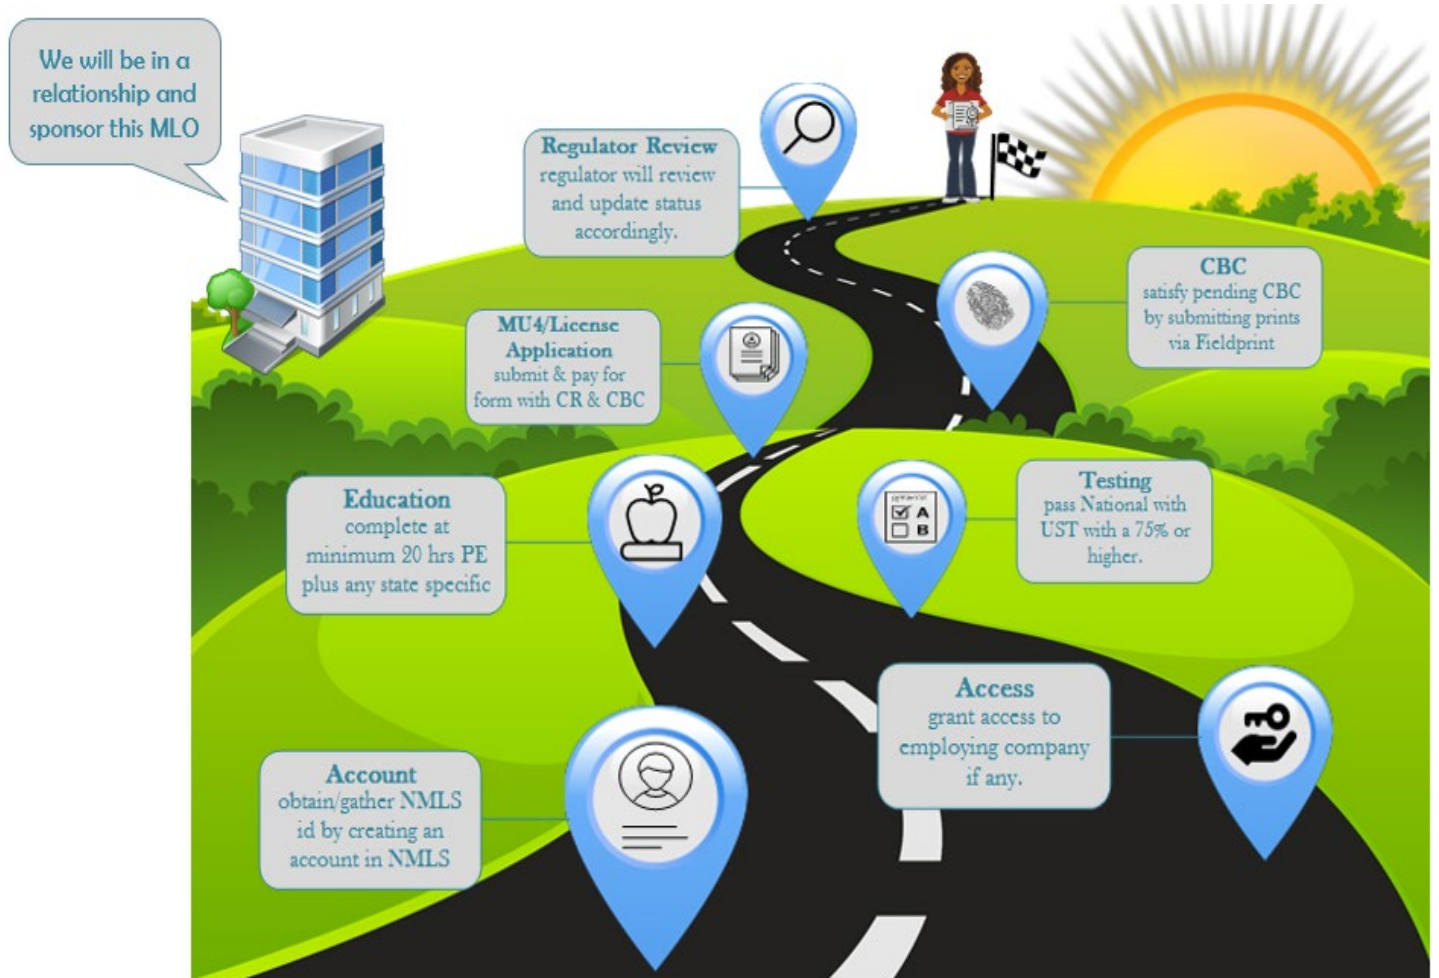 We will be in a
relationship and
sponsor this MLO
Regulator Review
regulator will review
and update status
accordingly.
CBC
satisfy pending CBC
by submitting prints
via Fieldprint
MU4/License
Application
submit & pay for
form with CR & CBC
Education
complete at
minimum 20 hrs PE
plus any state specific
Testing
pass National with
UST with a 75% or
higher.
A
B
Access
grant access to
employing company
if any.
Account
obtain/gather NMLS
id by creating an
account in NMLS